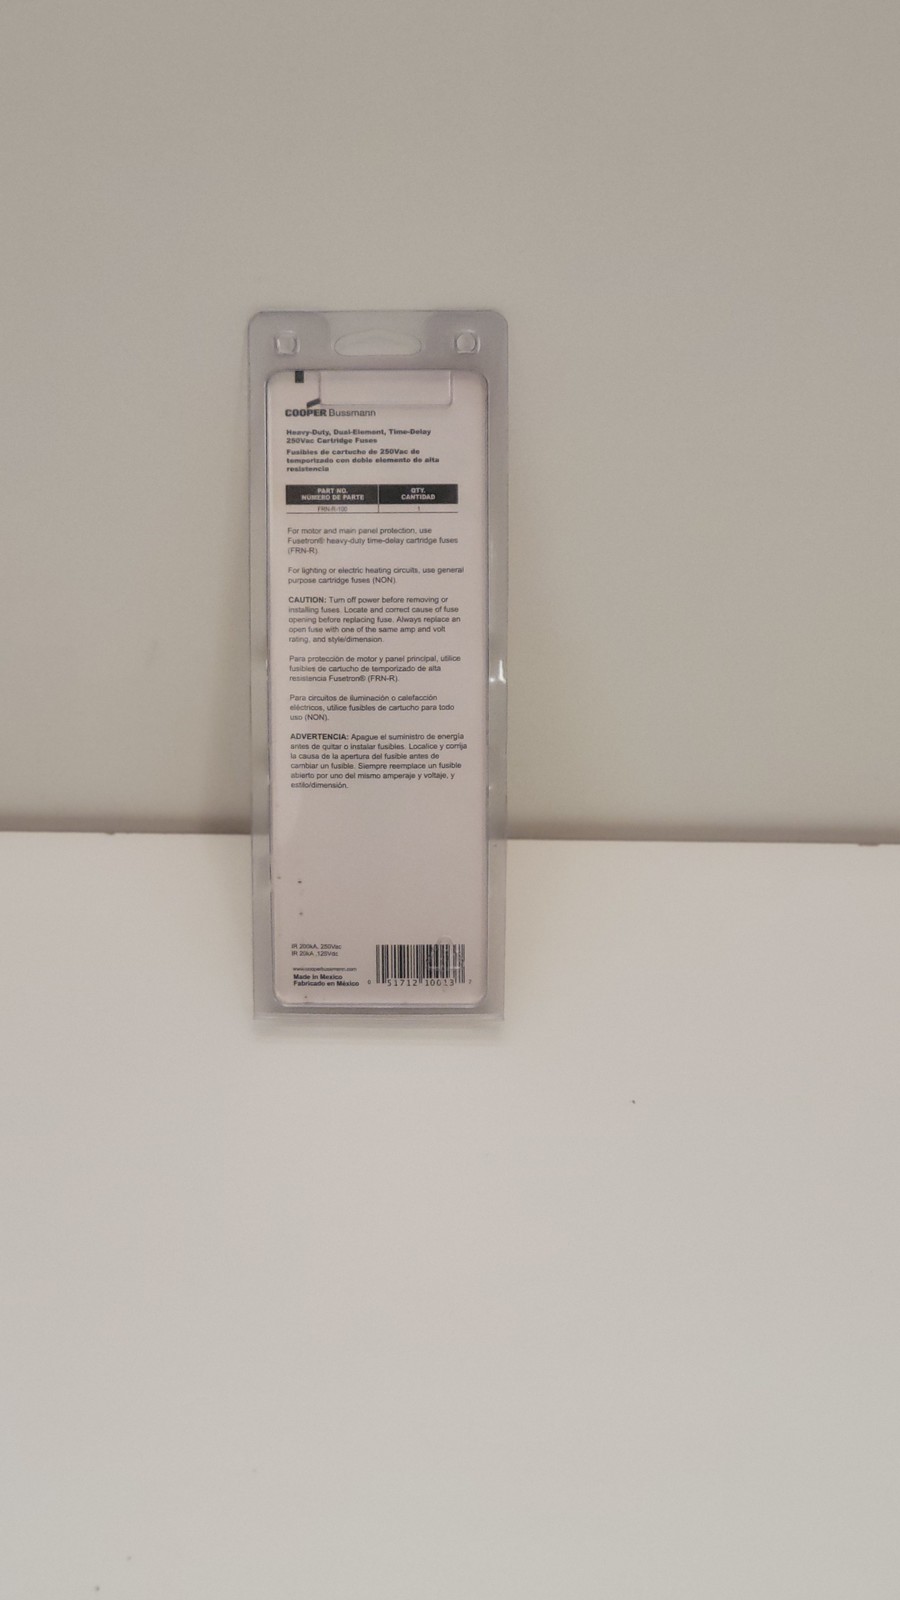 COOPER Bussmann
Heavy-Duty, Dual-Element, Time-Delay
250Vac Cartridge Fuses
Fusibles de cartucho de 250Vac de
temporizado con doble elemento de alta
resistencia
PART NO. QTY.
NÚMERO DE PARTE CANTIDAD
FRN-R-100 1
For motor and main panel protection, use
Fusetron® heavy-duty time-delay cartridge fuses
(FRN-R).
For lighting or electric heating circuits, use general
purpose cartridge fuses (NON).
CAUTION: Turn off power before removing or
installing fuses. Locate and correct cause of fuse
opening before replacing fuse. Always replace an
open fuse with one of the same amp and volt
rating, and style/dimension.
Para protección de motor y panel principal, utilice
fusibles de cartucho de temporizado de alta
resistencia Fusetron® (FRN-R).
Para circuitos de iluminación o calefacción
eléctricos, utilice fusibles de cartucho para todo
uso (NON).
ADVERTENCIA: Apague el suministro de energía
antes de quitar o instalar fusibles. Localice y corrija
la causa de la apertura del fusible antes de
cambiar un fusible. Siempre reemplace un fusible
abierto por uno del mismo amperaje y voltaje, y
estilo/dimensión.
IR 200kA, 250Vac
IR 20kA ,125Vdc
www.cooperbussmann.com
Made in Mexico
Fabricado en México
0 51712 10013 7